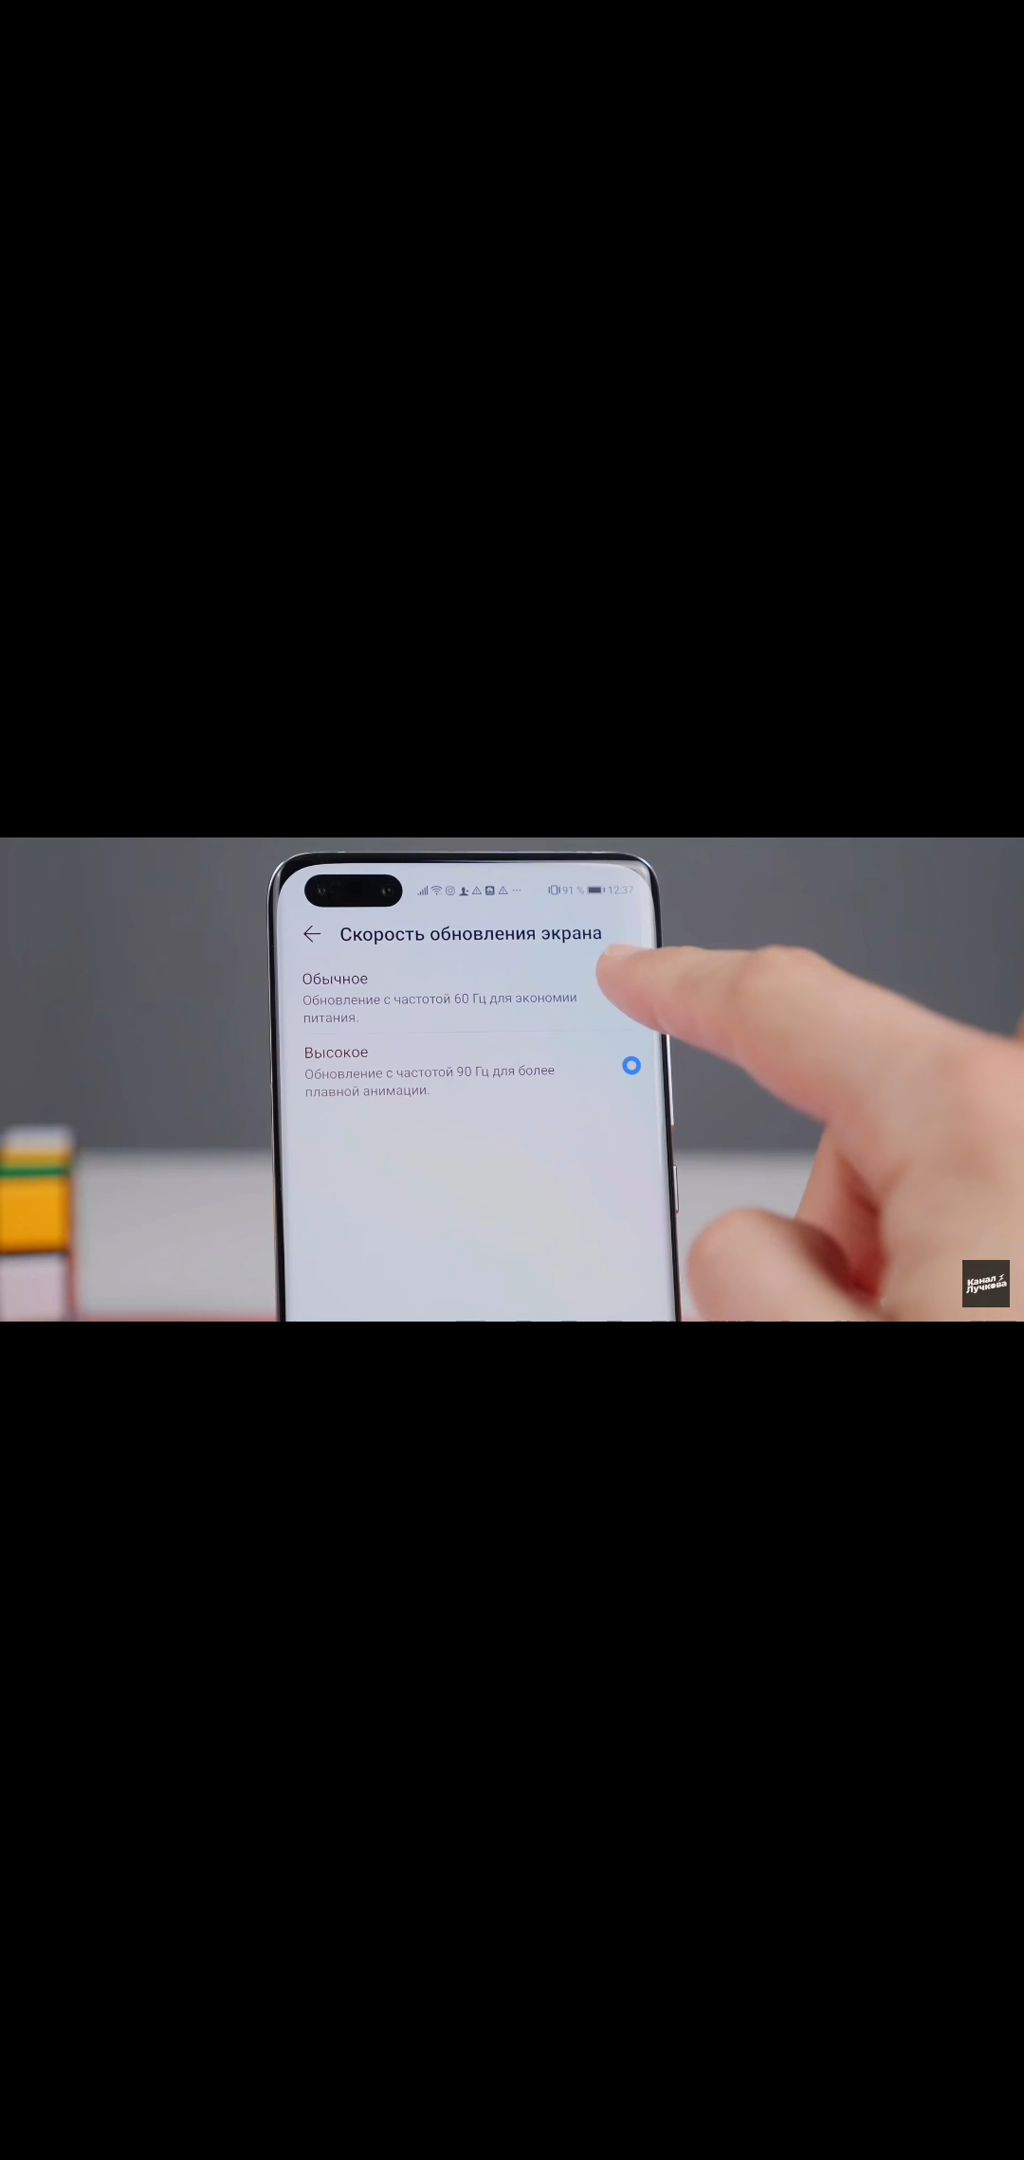 91 % 12:37
Скорость обновления экрана
Обычное
Обновление с частотой 60 Гц для экономии
питания.
Высокое
Обновление с частотой 90 Гц для более
плавной анимации.
Канал
Лучкова